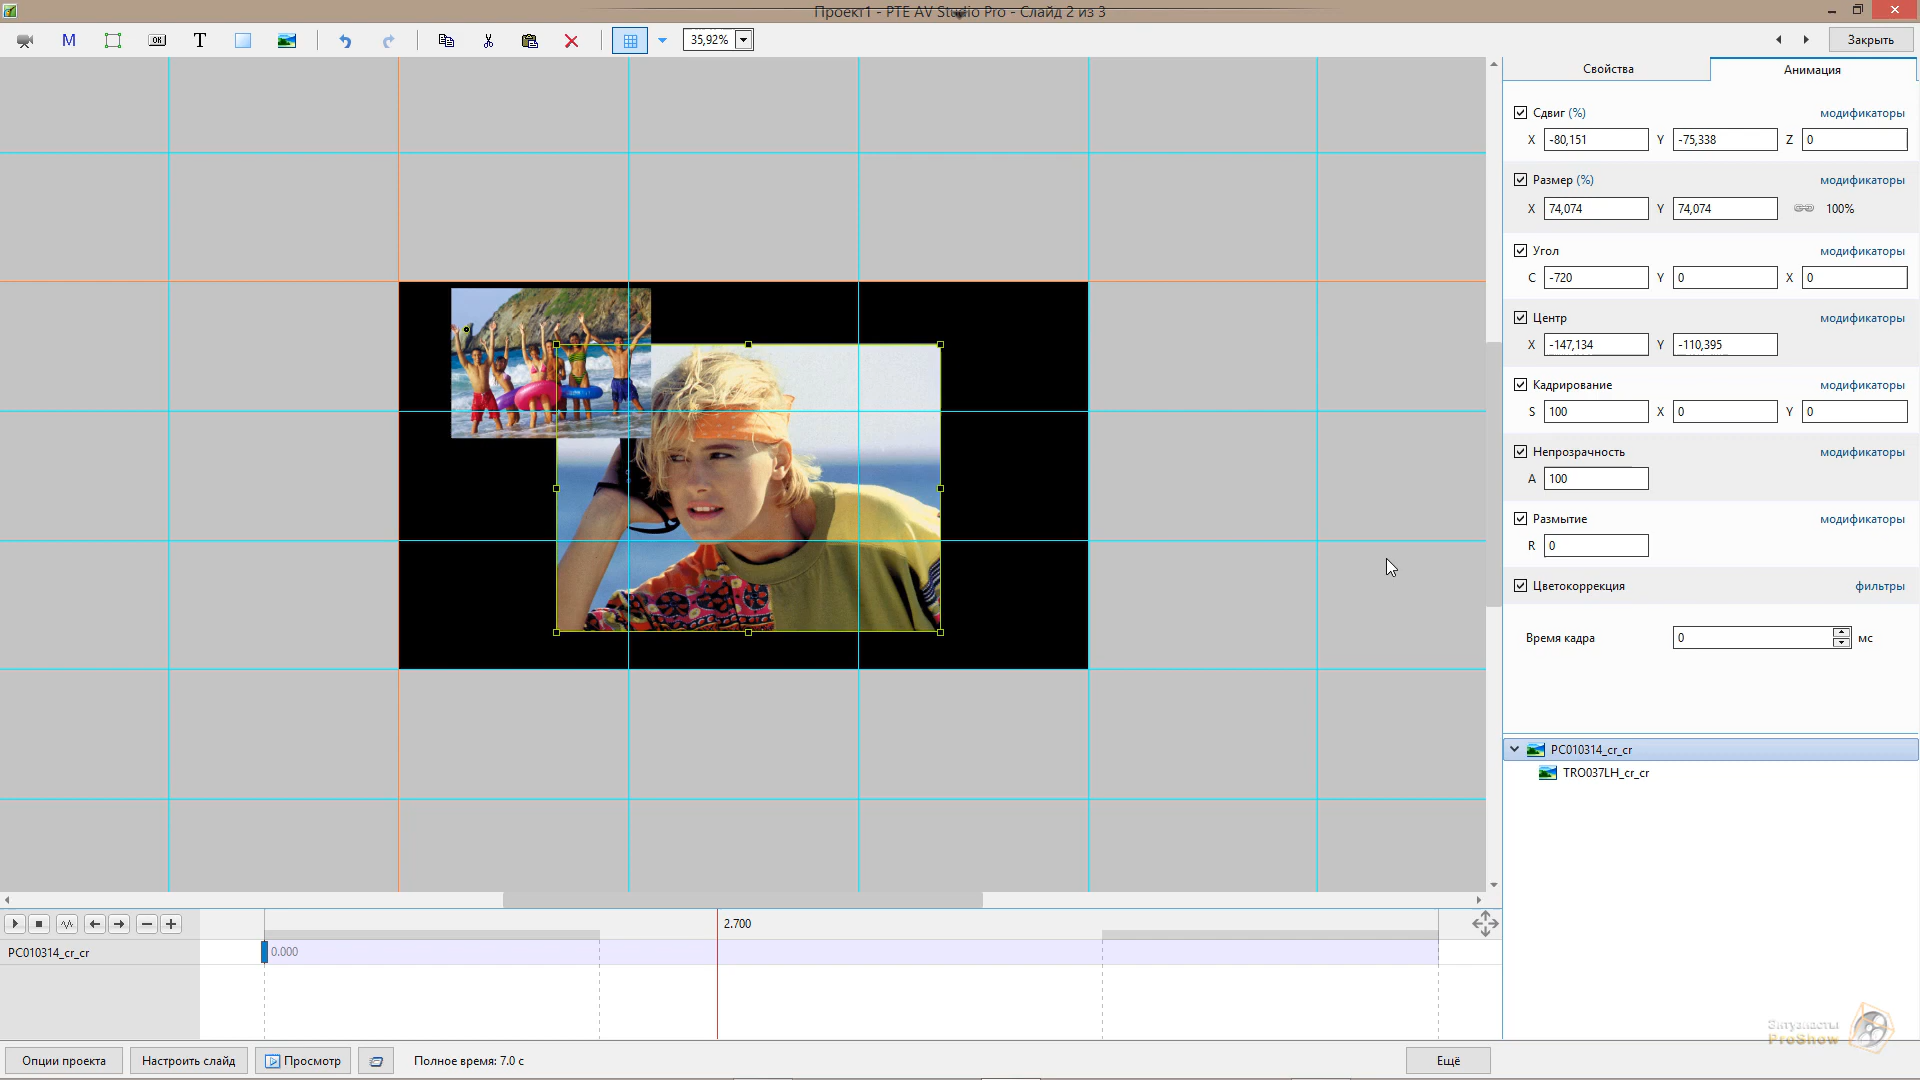 Проект1 - PTE AV Studio Pro - Слайд 2 из 3
M OK T 35,92% Закрыть
Свойства Анимация
Сдвиг (%) модификаторы
X -80,151 Y -75,338 Z 0
Размер (%) модификаторы
X 74,074 Y 74,074 100%
Угол модификаторы
C -720 Y 0 X 0
Центр модификаторы
X -147,134 Y -110,395
Кадрирование модификаторы
S 100 X 0 Y 0
Непрозрачность модификаторы
A 100
Размытие модификаторы
R 0
Цветокоррекция фильтры
Время кадра 0 мс
PC010314_cr_cr
TRO037LH_cr_cr
2.700
PC010314_cr_cr 0.000
Энтузиасты
ProShow
Опции проекта Настроить слайд Просмотр Полное время: 7.0 с Ещё